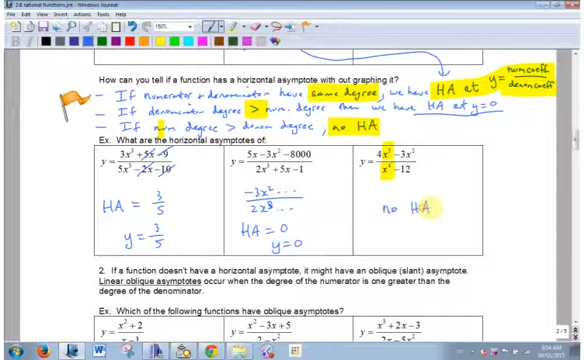 2.6 rational functions.jnt - Windows Journal
File Edit View Insert Actions Tools Help
150%
How can you tell if a function has a horizontal asymptote with out graphing it?
- If numerator + denominator have same degree, we have HA at y = num coeff / denom coeff
- If denominator degree > num. degree then we have HA at y=0
- If num degree > denom degree, no HA
Ex. What are the horizontal asymptotes of:
y = (3x³ + 5x – 9) / (5x³ – 2x – 10)
HA = 3/5
y = 3/5
y = (5x – 3x² – 8000) / (2x³ + 5x – 1)
-3x² ... / 2x³ ...
HA = 0
y = 0
no HA
2. If a function doesn't have a horizontal asymptote, it might have an oblique (slant) asymptote.
Linear oblique asymptotes occur when the degree of the numerator is one greater than the
degree of the denominator.
Ex. Which of the following functions have oblique asymptotes?
x² + 2
x² – 3x + 5
x³ + 2x – 3
2 / 5